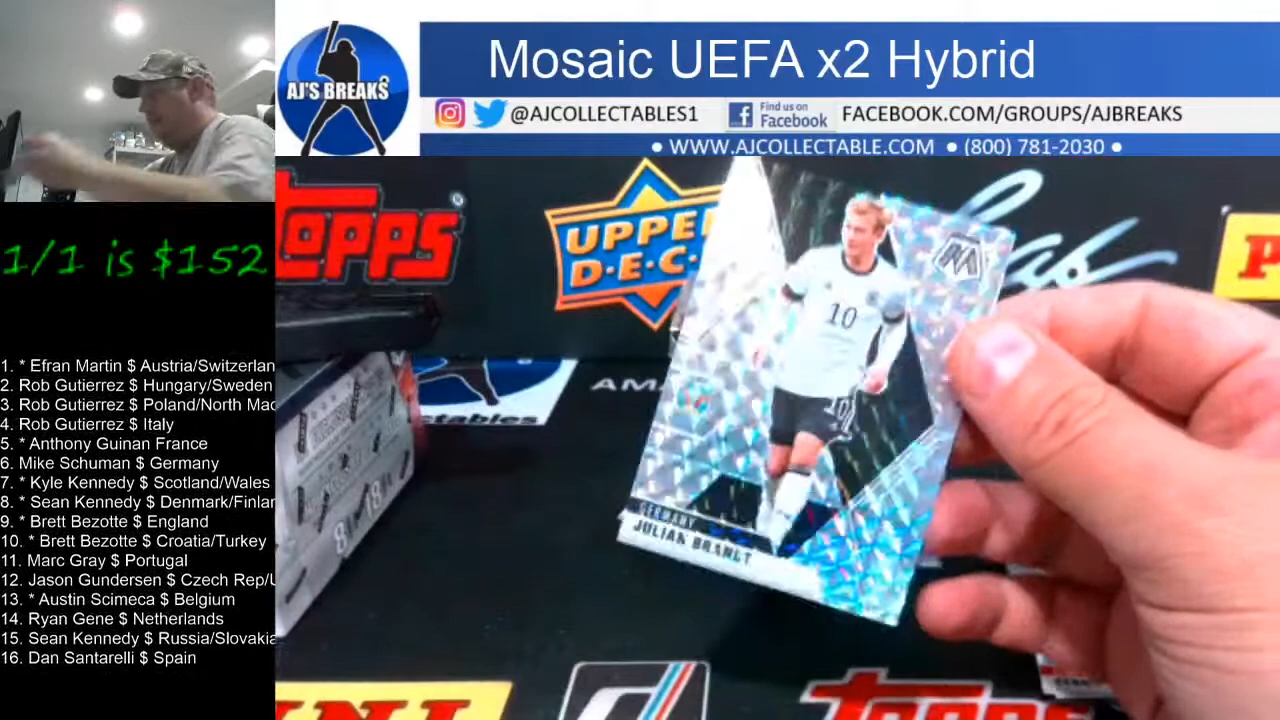 Mosaic UEFA x2 Hybrid
AJ'S BREAKS
@AJCOLLECTABLES1
Find us on
Facebook
FACEBOOK.COM/GROUPS/AJBREAKS
• WWW.AJCOLLECTABLE.COM • (800) 781-2030 •
TOPPS
UPPE
D·E·C·
10
10
GERMANY
JULIAN BRANDT
8
18
tables
1/1 is $152
1. * Efran Martin $ Austria/Switzerlan
2. Rob Gutierrez $ Hungary/Sweden
3. Rob Gutierrez $ Poland/North Mac
4. Rob Gutierrez $ Italy
5. * Anthony Guinan France
6. Mike Schuman $ Germany
7. * Kyle Kennedy $ Scotland/Wales
8. * Sean Kennedy $ Denmark/Finlan
9. * Brett Bezotte $ England
10. * Brett Bezotte $ Croatia/Turkey
11. Marc Gray $ Portugal
12. Jason Gundersen $ Czech Rep/U
13. * Austin Scimeca $ Belgium
14. Ryan Gene $ Netherlands
15. Sean Kennedy $ Russia/Slovakia
16. Dan Santarelli $ Spain